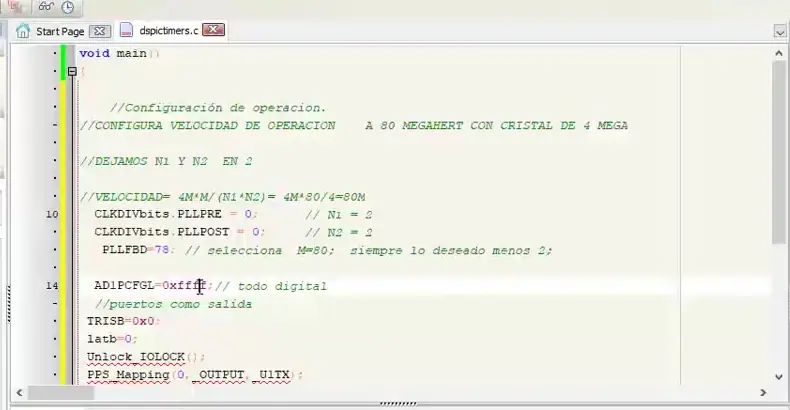 Start Page
dspictimers.c
void main()
{
//Configuración de operacion.
//CONFIGURA VELOCIDAD DE OPERACION A 80 MEGAHERT CON CRISTAL DE 4 MEGA
//DEJAMOS N1 Y N2 EN 2
//VELOCIDAD= 4M*M/(N1*N2)= 4M*80/4=80M
10 CLKDIVbits.PLLPRE = 0; // N1 = 2
CLKDIVbits.PLLPOST = 0; // N2 = 2
PLLFBD=78; // selecciona M=80; siempre lo deseado menos 2;
14 AD1PCFGL=0xffff;// todo digital
//puertos como salida
TRISB=0x0;
latb=0;
Unlock_IOLOCK();
PPS_Mapping(0,_OUTPUT,_U1TX);